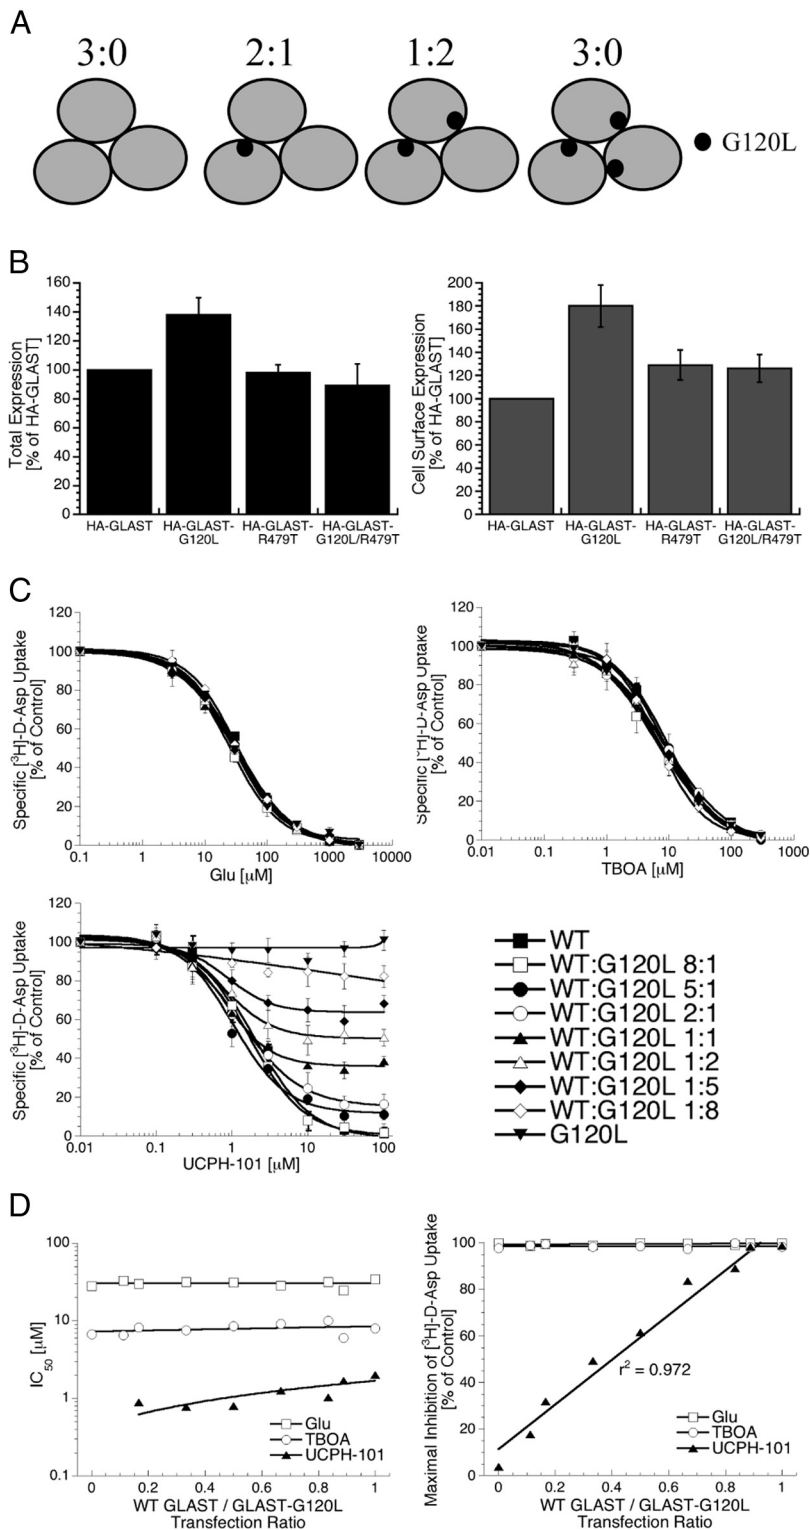 A
3:0 2:1 1:2 3:0
G120L
B
Total Expression
[% of HA-GLAST]
160
140
120
100
80
60
40
20
0
HA-GLAST HA-GLAST-G120L HA-GLAST-R479T HA-GLAST-G120L/R479T
Cell Surface Expression
[% of HA-GLAST]
200
180
160
140
120
100
80
60
40
20
0
HA-GLAST HA-GLAST-G120L HA-GLAST-R479T HA-GLAST-G120L/R479T
C
Specific [³H]-D-Asp Uptake
[% of Control]
120
100
80
60
40
20
0
0.1 1 10 100 1000 10000
Glu [µM]
Specific [³H]-D-Asp Uptake
[% of Control]
120
100
80
60
40
20
0
0.01 0.1 1 10 100 1000
TBOA [µM]
Specific [³H]-D-Asp Uptake
[% of Control]
120
100
80
60
40
20
0
0.01 0.1 1 10 100
UCPH-101 [µM]
WT
WT:G120L 8:1
WT:G120L 5:1
WT:G120L 2:1
WT:G120L 1:1
WT:G120L 1:2
WT:G120L 1:5
WT:G120L 1:8
G120L
D
IC₅₀ [µM]
100
10
1
0.1
Glu
TBOA
UCPH-101
0 0.2 0.4 0.6 0.8 1
WT GLAST / GLAST-G120L
Transfection Ratio
Maximal Inhibition of [³H]-D-Asp Uptake
[% of Control]
100
80
60
40
20
0
r² = 0.972
Glu
TBOA
UCPH-101
0 0.2 0.4 0.6 0.8 1
WT GLAST / GLAST-G120L
Transfection Ratio